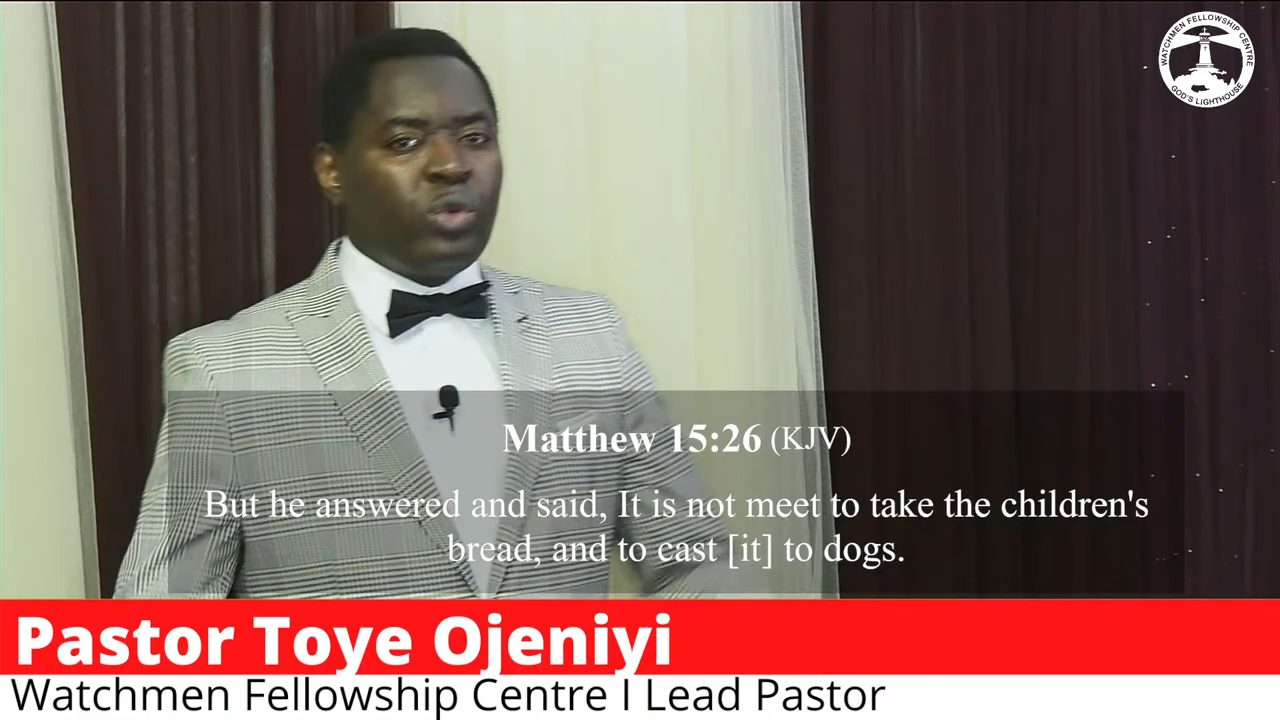 WATCHMEN FELLOWSHIP CENTRE
GOD'S LIGHTHOUSE
Matthew 15:26 (KJV)
But he answered and said, It is not meet to take the children's
bread, and to cast [it] to dogs.
Pastor Toye Ojeniyi
Watchmen Fellowship Centre I Lead Pastor